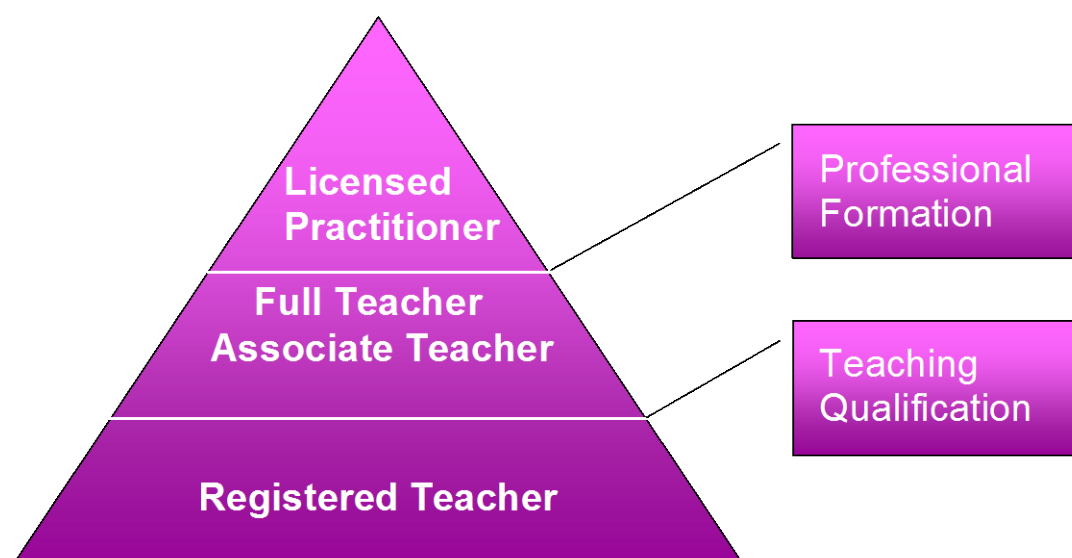 Licensed
Practitioner
Full Teacher
Associate Teacher
Registered Teacher
Professional
Formation
Teaching
Qualification